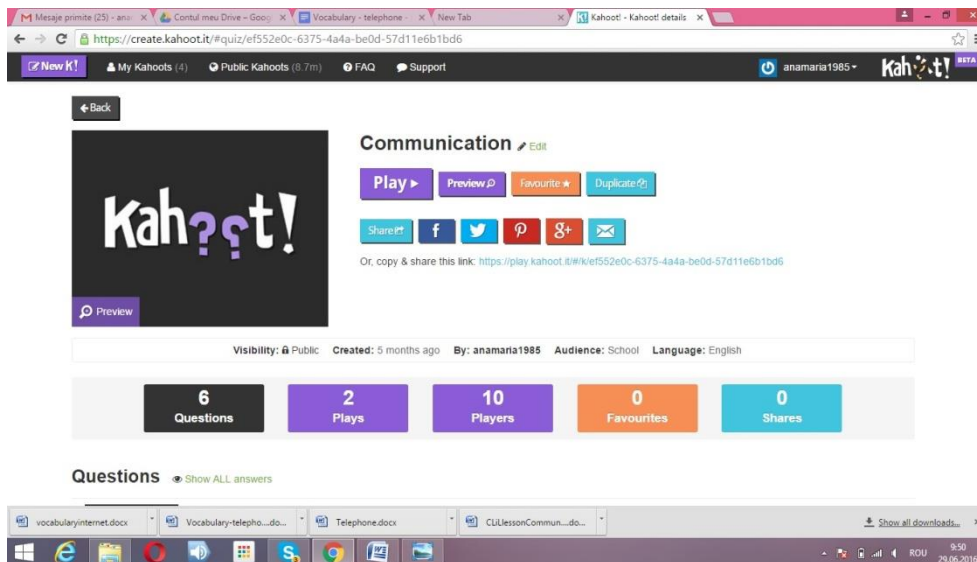 Mesaje primite (25) - ana
Contul meu Drive – Goog
Vocabulary - telephone -
New Tab
Kahoot! - Kahoot! details
https://create.kahoot.it/#quiz/ef552e0c-6375-4a4a-be0d-57d11e6b1bd6
New K!
My Kahoots (4)
Public Kahoots (8.7m)
FAQ
Support
anamaria1985
Kahoot!
BETA
Back
Kahoot!
Preview
Communication Edit
Play
Preview
Favourite
Duplicate
Share it
Or, copy & share this link: https://play.kahoot.it/#/k/ef552e0c-6375-4a4a-be0d-57d11e6b1bd6
Visibility: Public Created: 5 months ago By: anamaria1985 Audience: School Language: English
6
Questions
2
Plays
10
Players
0
Favourites
0
Shares
Questions Show ALL answers
vocabularyinternet.docx
Vocabulary-telepho....do...
Telephone.docx
CLiLlessonCommun....do...
Show all downloads...
ROU
9:50
29.06.2016